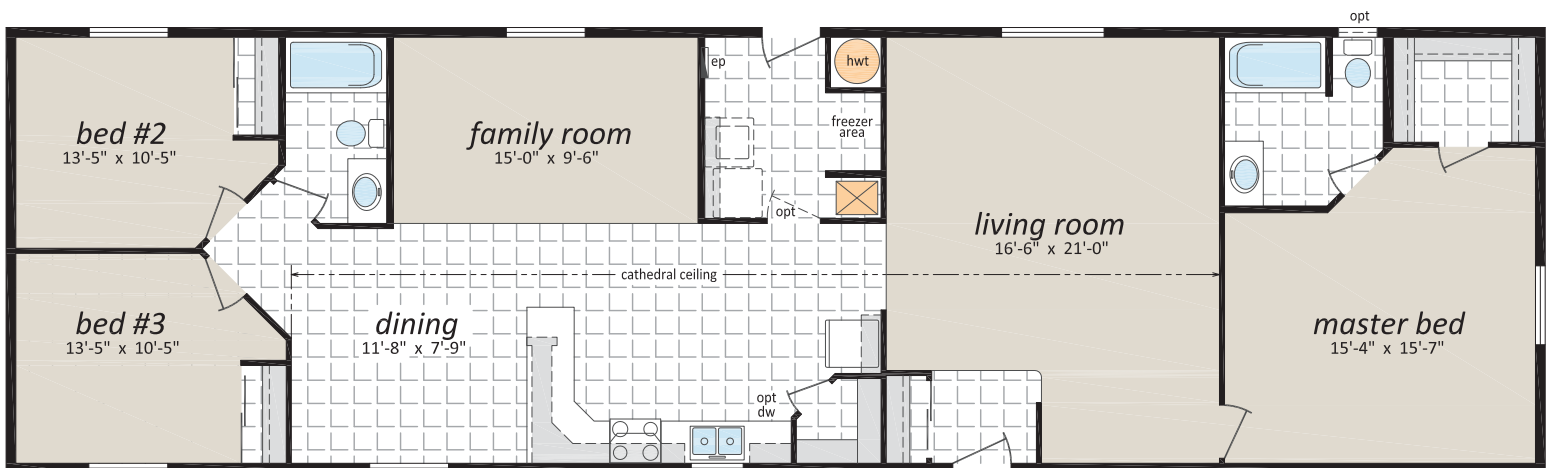 opt
ep
hwt
bed #2
13'-5" x 10'-5"
family room
15'-0" x 9'-6"
freezer
area
opt
living room
16'-6" x 21'-0"
cathedral ceiling
bed #3
13'-5" x 10'-5"
dining
11'-8" x 7'-9"
master bed
15'-4" x 15'-7"
opt
dw